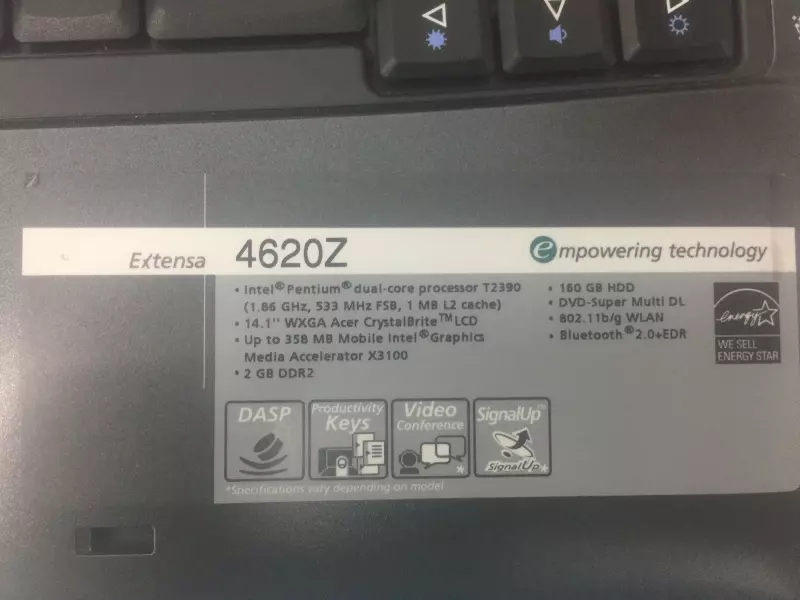 Extensa 4620Z empowering technology
• Intel® Pentium® dual-core processor T2390
(1.86 GHz, 533 MHz FSB, 1 MB L2 cache)
• 14.1" WXGA Acer CrystalBrite™ LCD
• Up to 358 MB Mobile Intel® Graphics
Media Accelerator X3100
• 2 GB DDR2
• 160 GB HDD
• DVD-Super Multi DL
• 802.11b/g WLAN
• Bluetooth® 2.0+EDR
energy
WE SELL
ENERGY STAR
DASP
Productivity
Keys
Video
Conference
*
SignalUp™
SignalUp
*
*Specifications vary depending on model